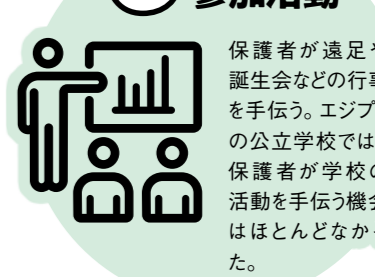 参加活動
保護者が遠足や
誕生会などの行事
を手伝う。エジプ
の公立学校では
保護者が学校の
活動を手伝う機会
はほとんどなか
た。